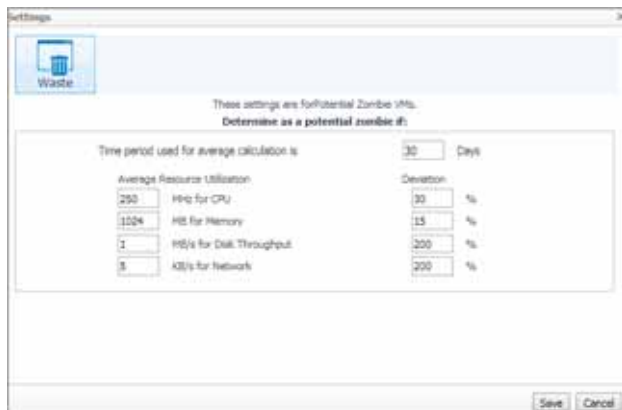 Settings
Waste
These settings are forPotential Zombie VMs.
Determine as a potential zombie if:
Time period used for average calculation is 30 Days
Average Resource Utilization Deviation
250 MHz for CPU 30 %
1024 MB for Memory 15 %
1 MB/s for Disk Throughput 200 %
5 KB/s for Network 200 %
Save Cancel